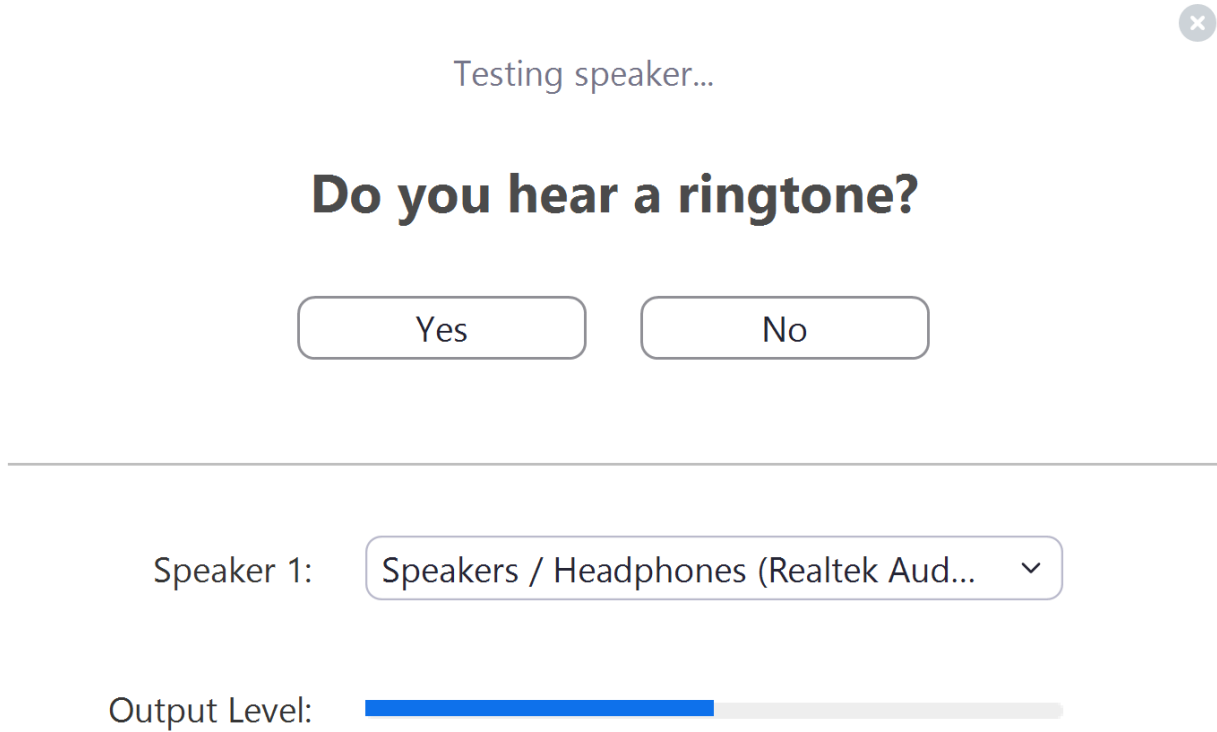 Testing speaker...
Do you hear a ringtone?
Yes
No
Speaker 1:
Speakers / Headphones (Realtek Aud...
Output Level: